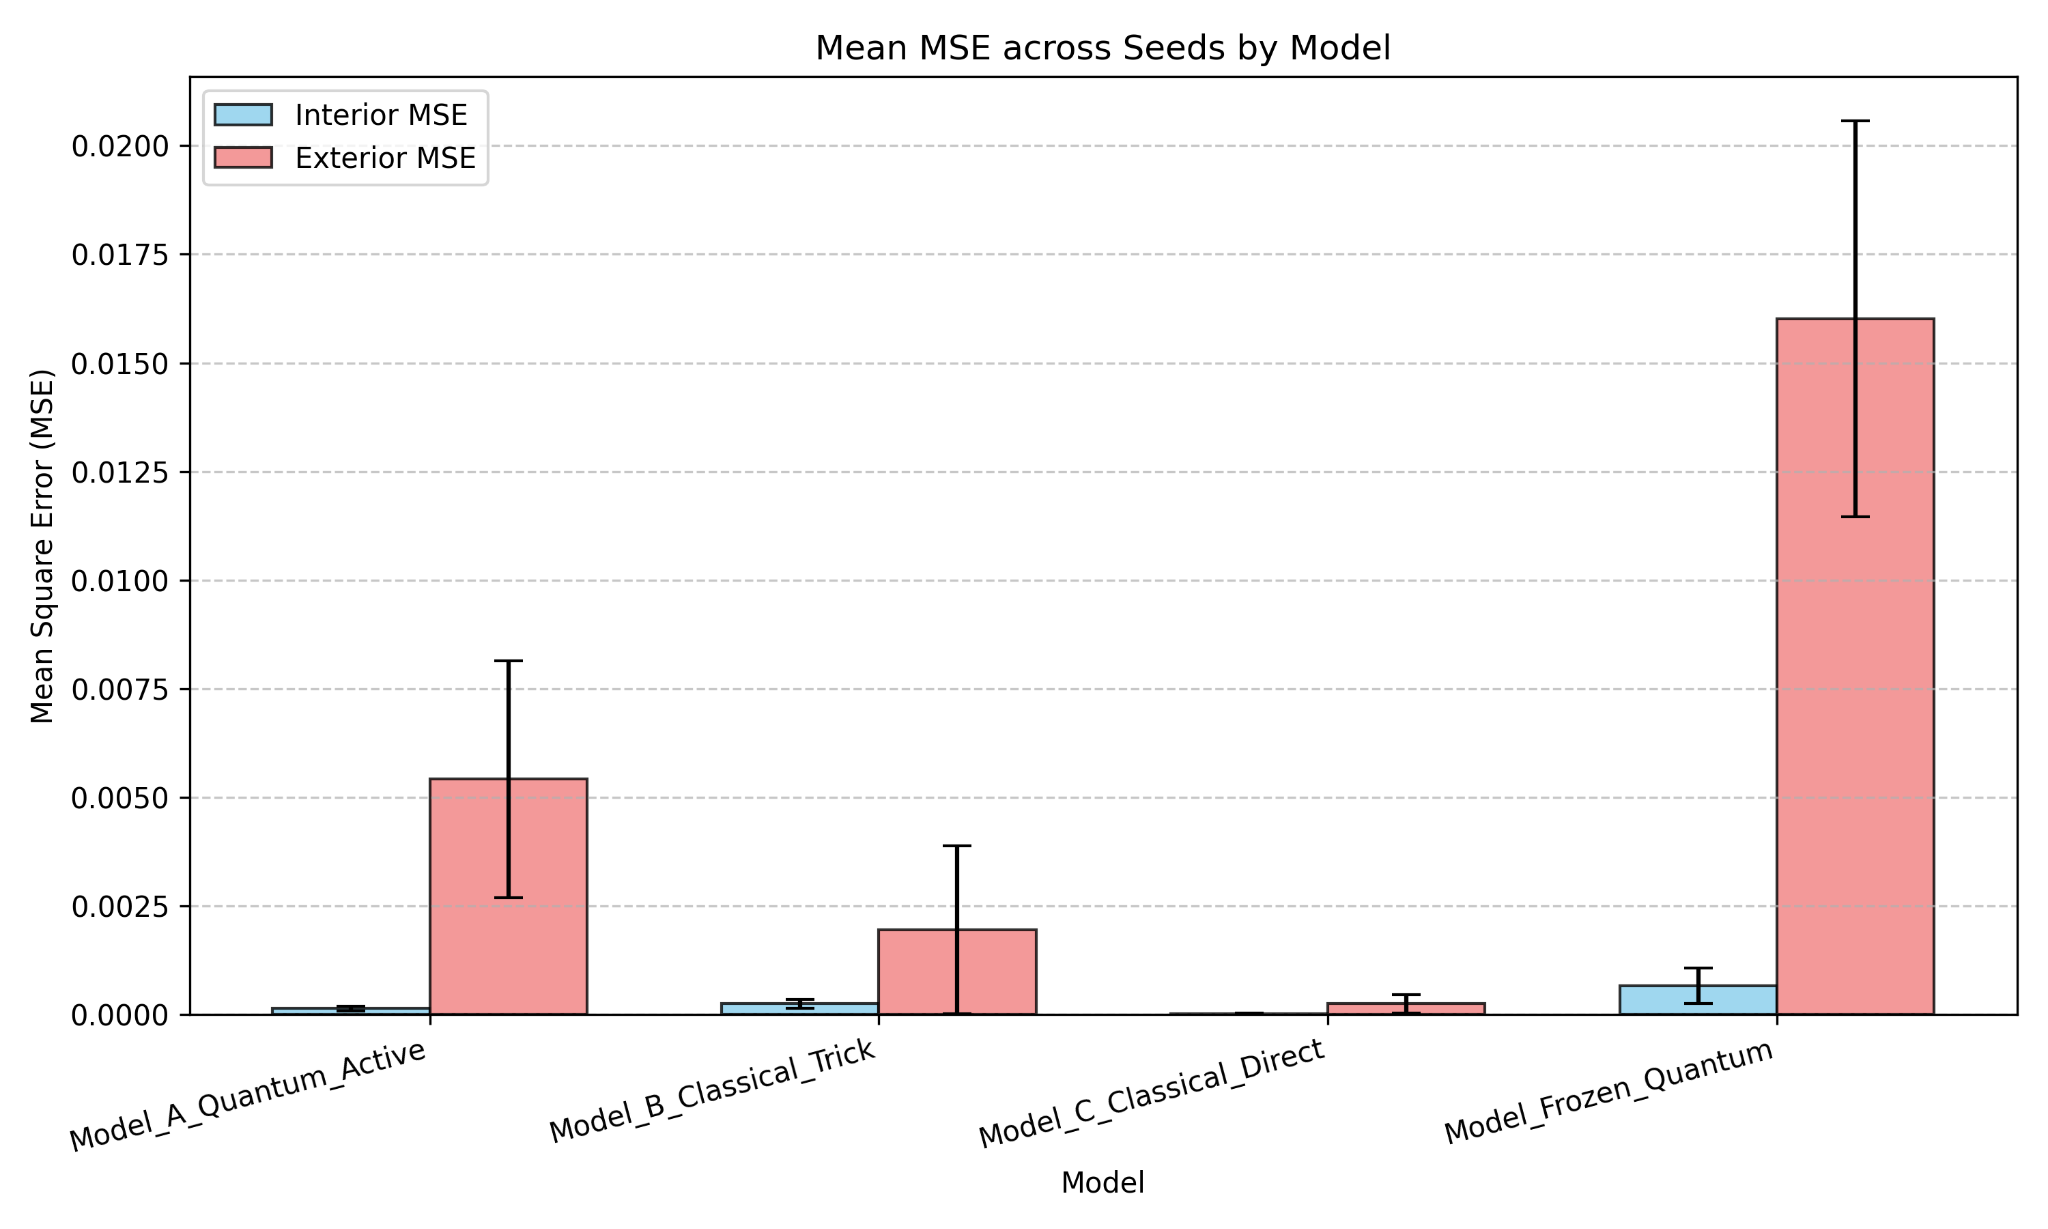 Mean MSE across Seeds by Model
Interior MSE
Exterior MSE
0.0200
0.0175
0.0150
0.0125
0.0100
0.0075
0.0050
0.0025
0.0000
Mean Square Error (MSE)
Model_A_Quantum_Active
Model_B_Classical_Trick
Model_C_Classical_Direct
Model_Frozen_Quantum
Model